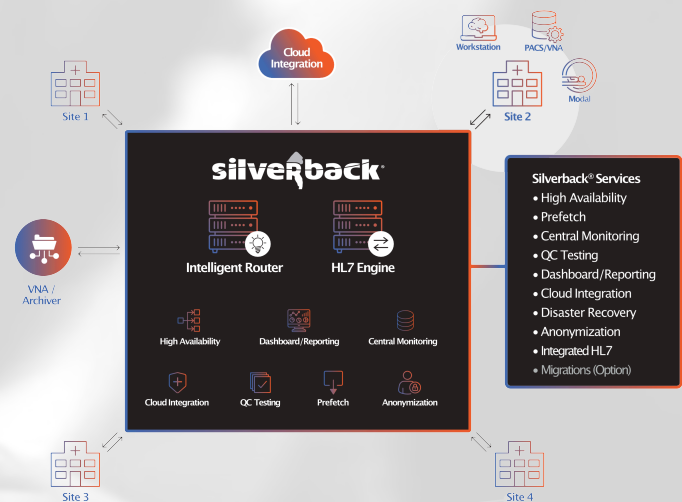 Cloud
Integration
Workstation
PACS/VNA
Modal
Site 1
Site 2
silverback®
Intelligent Router
HL7 Engine
High Availability
Dashboard/Reporting
Central Monitoring
Cloud Integration
QC Testing
Prefetch
Anonymization
VNA /
Archiver
Silverback® Services
• High Availability
• Prefetch
• Central Monitoring
• QC Testing
• Dashboard/Reporting
• Cloud Integration
• Disaster Recovery
• Anonymization
• Integrated HL7
• Migrations (Option)
Site 3
Site 4